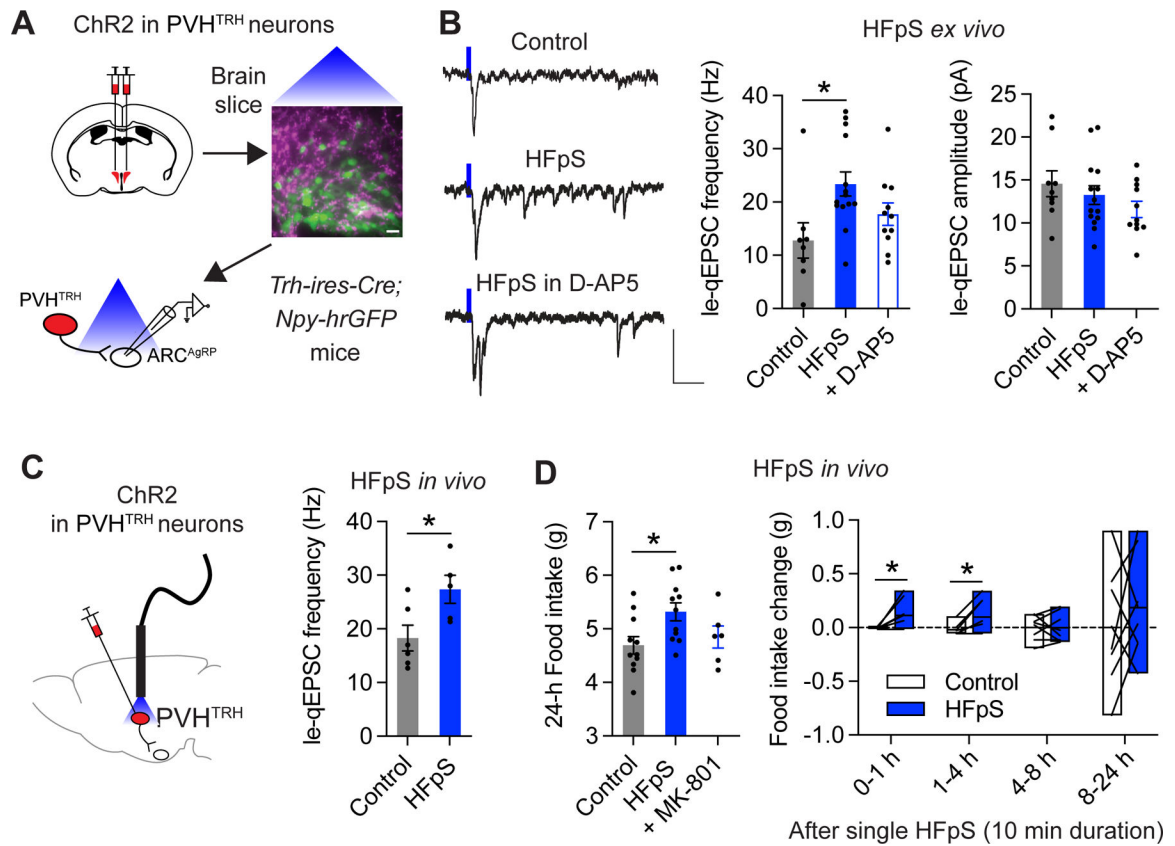 A
ChR2 in PVHTRH neurons
Brain
slice
PVHTRH
ARCAgRP
Trh-ires-Cre;
Npy-hrGFP
mice
B
Control
HFpS
HFpS in D-AP5
HFpS ex vivo
le-qEPSC frequency (Hz)
40
30
20
10
0
*
Control
HFpS
+ D-AP5
le-qEPSC amplitude (pA)
25
20
15
10
5
0
Control
HFpS
+ D-AP5
C
ChR2
in PVHTRH neurons
PVHTRH
HFpS in vivo
le-qEPSC frequency (Hz)
40
30
20
10
0
*
Control
HFpS
D
HFpS in vivo
24-h Food intake (g)
7
6
5
4
3
*
Control
HFpS
+ MK-801
Food intake change (g)
1.0
0.5
0.0
-0.5
-1.0
*
*
Control
HFpS
0-1 h
1-4 h
4-8 h
8-24 h
After single HFpS (10 min duration)